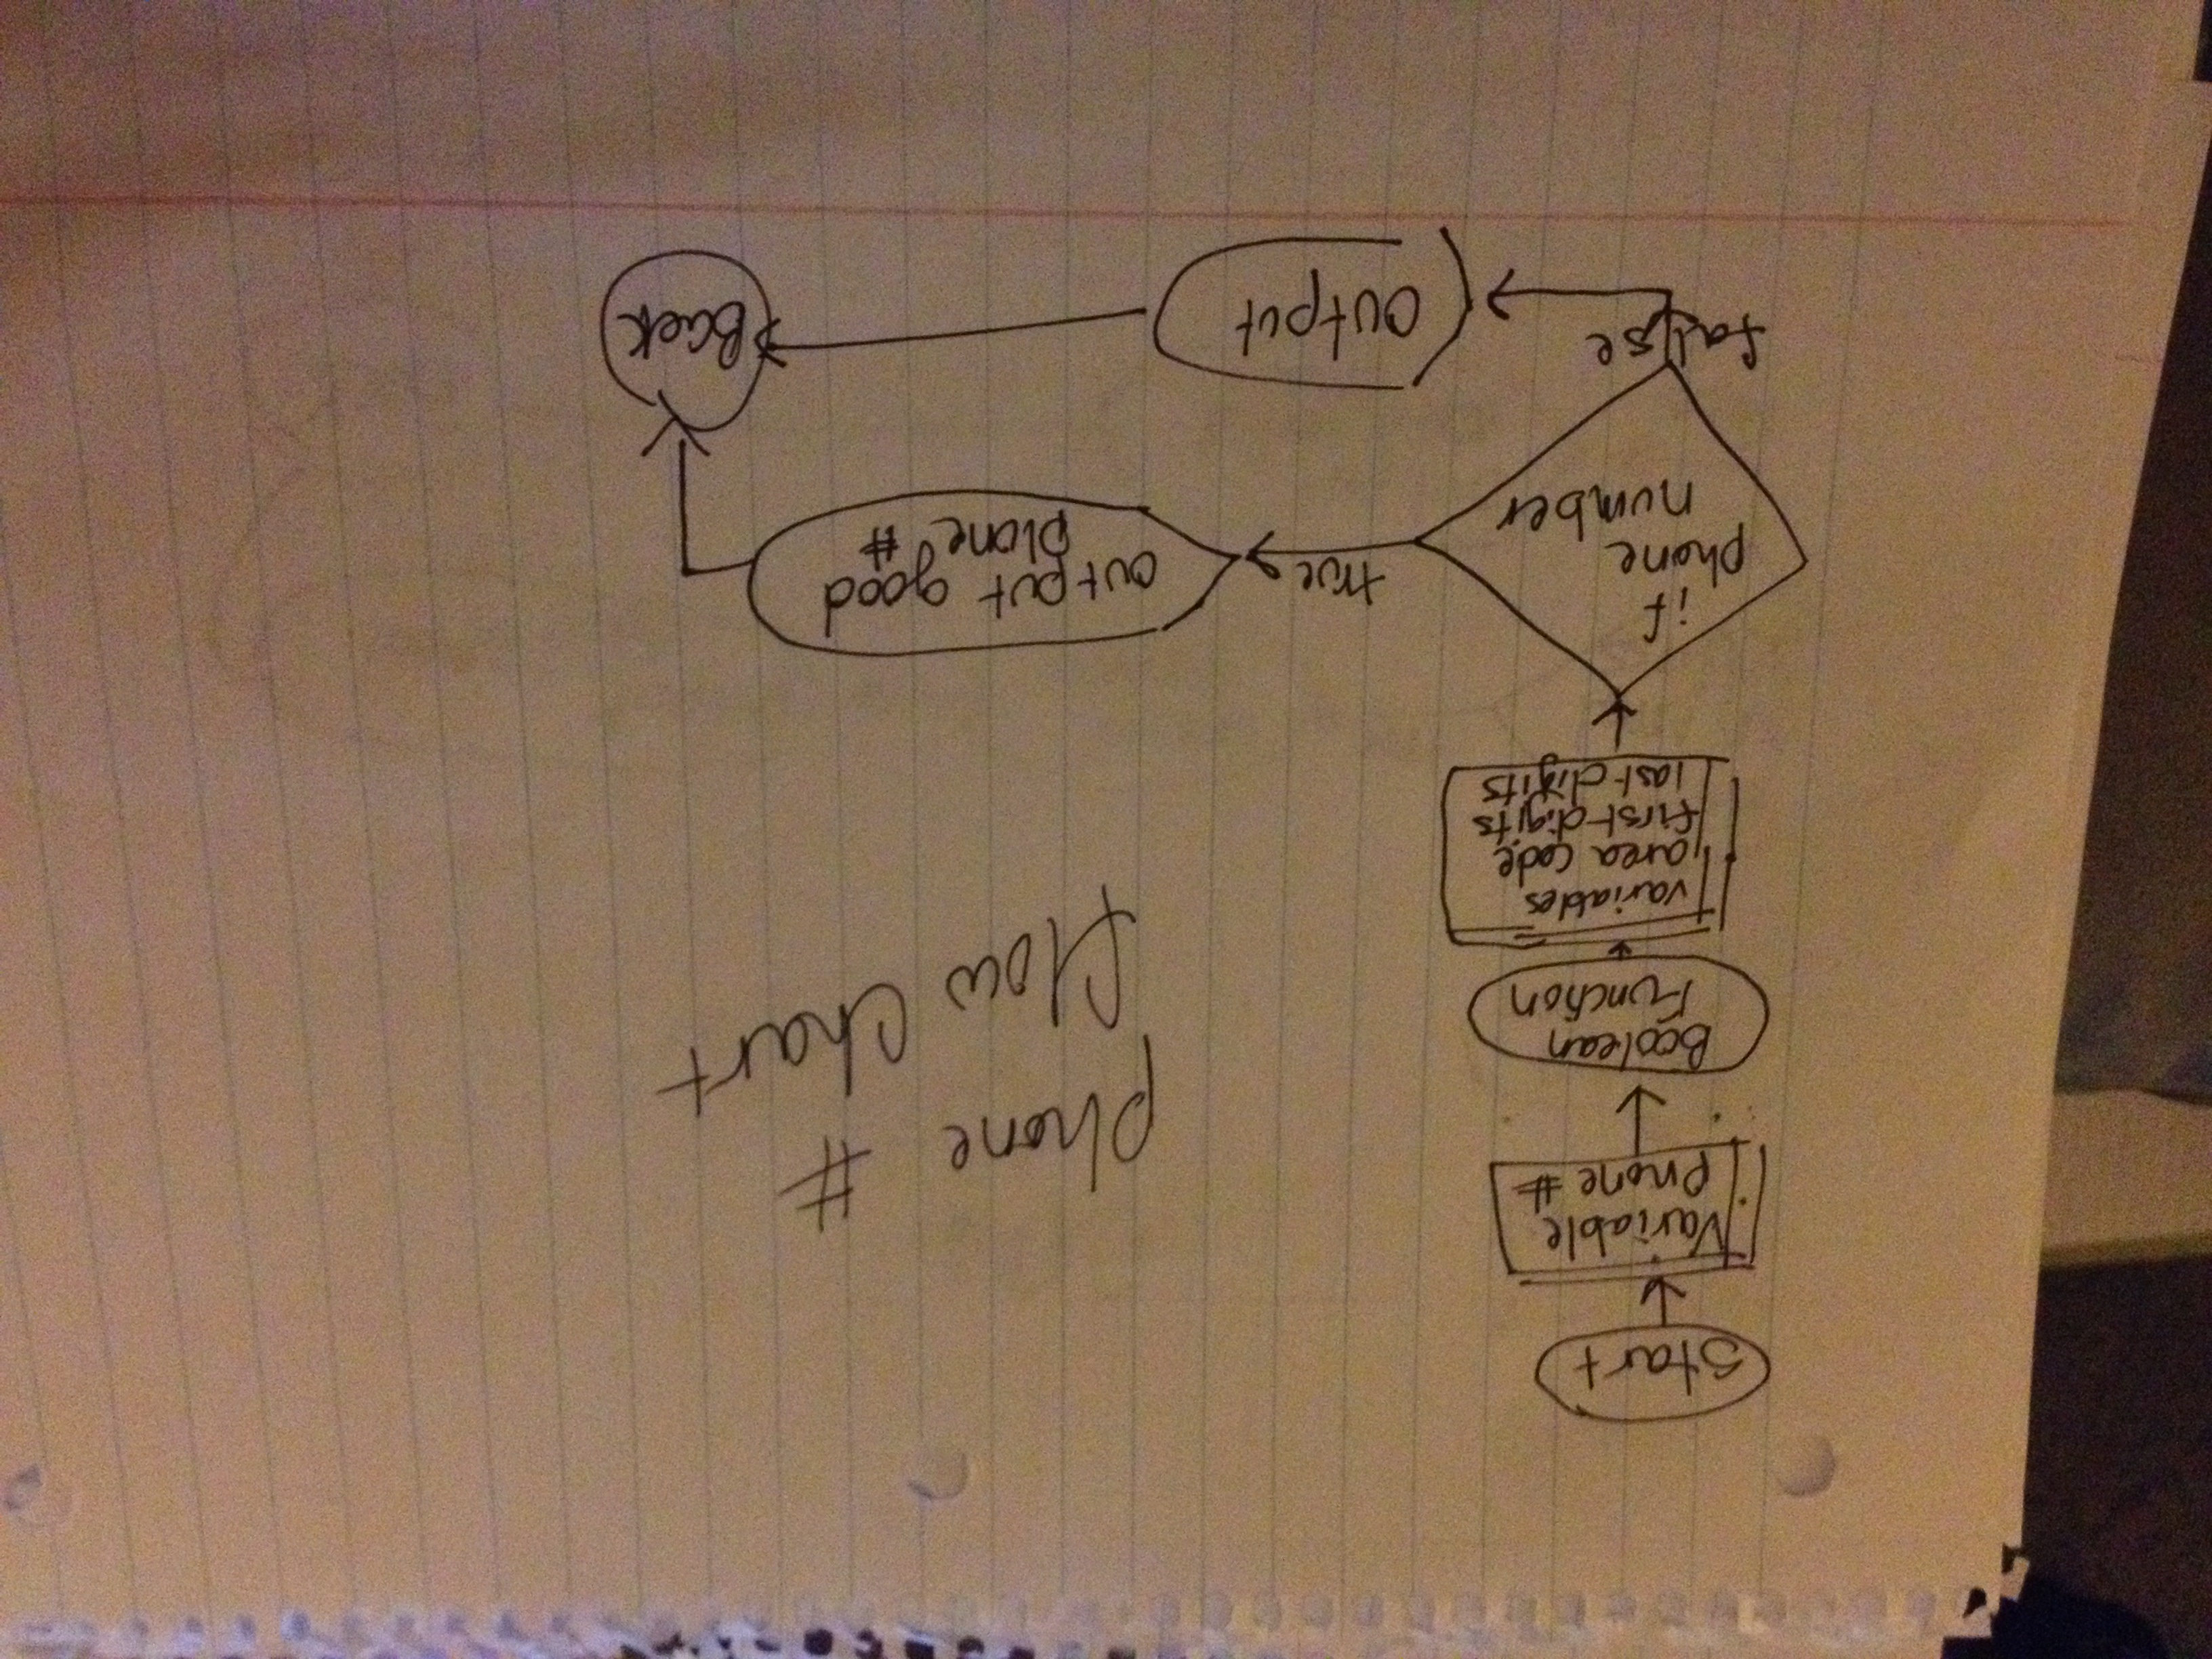 phone #
flow chart
Start
Variable
phone #
Boolean
Function
variables
area code
first digits
last digits
if
phone
number
true
output good
phone #
false
output
Back